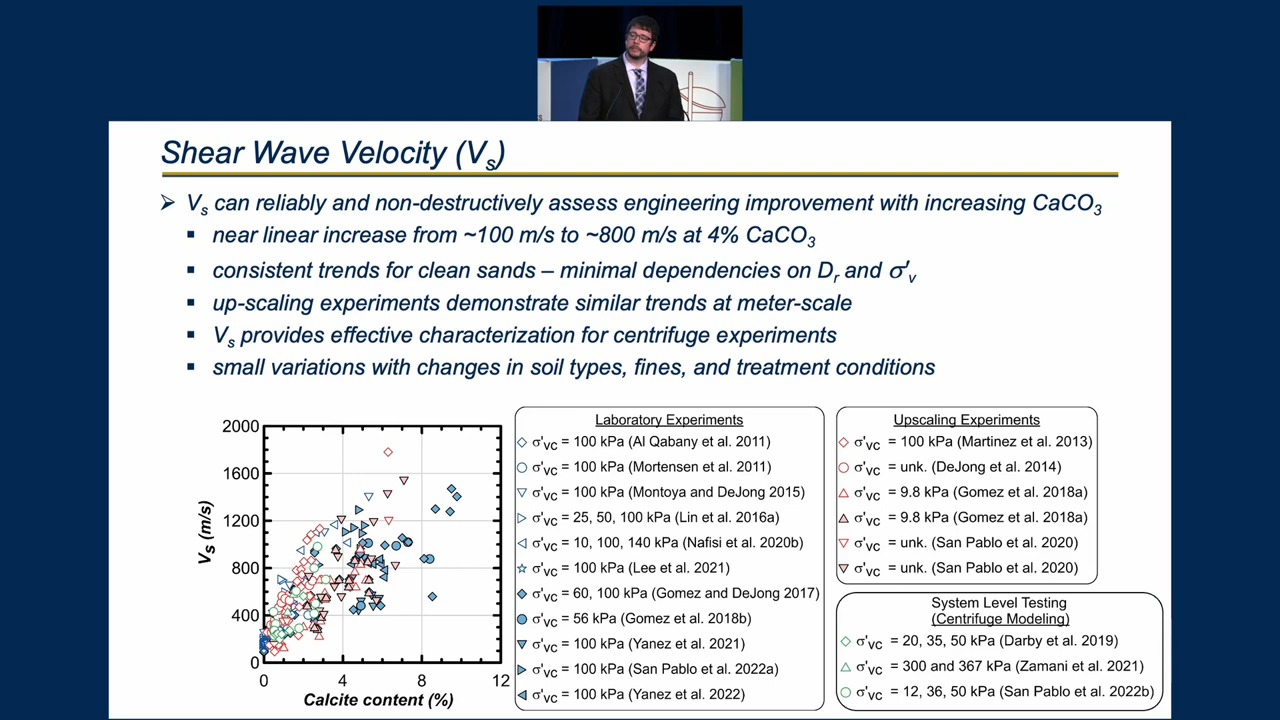 Shear Wave Velocity (Vs)
➢ Vs can reliably and non-destructively assess engineering improvement with increasing CaCO3
▪ near linear increase from ~100 m/s to ~800 m/s at 4% CaCO3
▪ consistent trends for clean sands – minimal dependencies on Dr and σ'v
▪ up-scaling experiments demonstrate similar trends at meter-scale
▪ Vs provides effective characterization for centrifuge experiments
▪ small variations with changes in soil types, fines, and treatment conditions
2000
1600
1200
800
400
0
Vs (m/s)
0 4 8 12
Calcite content (%)
Laboratory Experiments
σ'vc = 100 kPa (Al Qabany et al. 2011)
σ'vc = 100 kPa (Mortensen et al. 2011)
σ'vc = 100 kPa (Montoya and DeJong 2015)
σ'vc = 25, 50, 100 kPa (Lin et al. 2016a)
σ'vc = 10, 100, 140 kPa (Nafisi et al. 2020b)
σ'vc = 100 kPa (Lee et al. 2021)
σ'vc = 60, 100 kPa (Gomez and DeJong 2017)
σ'vc = 56 kPa (Gomez et al. 2018b)
σ'vc = 100 kPa (Yanez et al. 2021)
σ'vc = 100 kPa (San Pablo et al. 2022a)
σ'vc = 100 kPa (Yanez et al. 2022)
Upscaling Experiments
σ'vc = 100 kPa (Martinez et al. 2013)
σ'vc = unk. (DeJong et al. 2014)
σ'vc = 9.8 kPa (Gomez et al. 2018a)
σ'vc = 9.8 kPa (Gomez et al. 2018a)
σ'vc = unk. (San Pablo et al. 2020)
σ'vc = unk. (San Pablo et al. 2020)
System Level Testing
(Centrifuge Modeling)
σ'vc = 20, 35, 50 kPa (Darby et al. 2019)
σ'vc = 300 and 367 kPa (Zamani et al. 2021)
σ'vc = 12, 36, 50 kPa (San Pablo et al. 2022b)